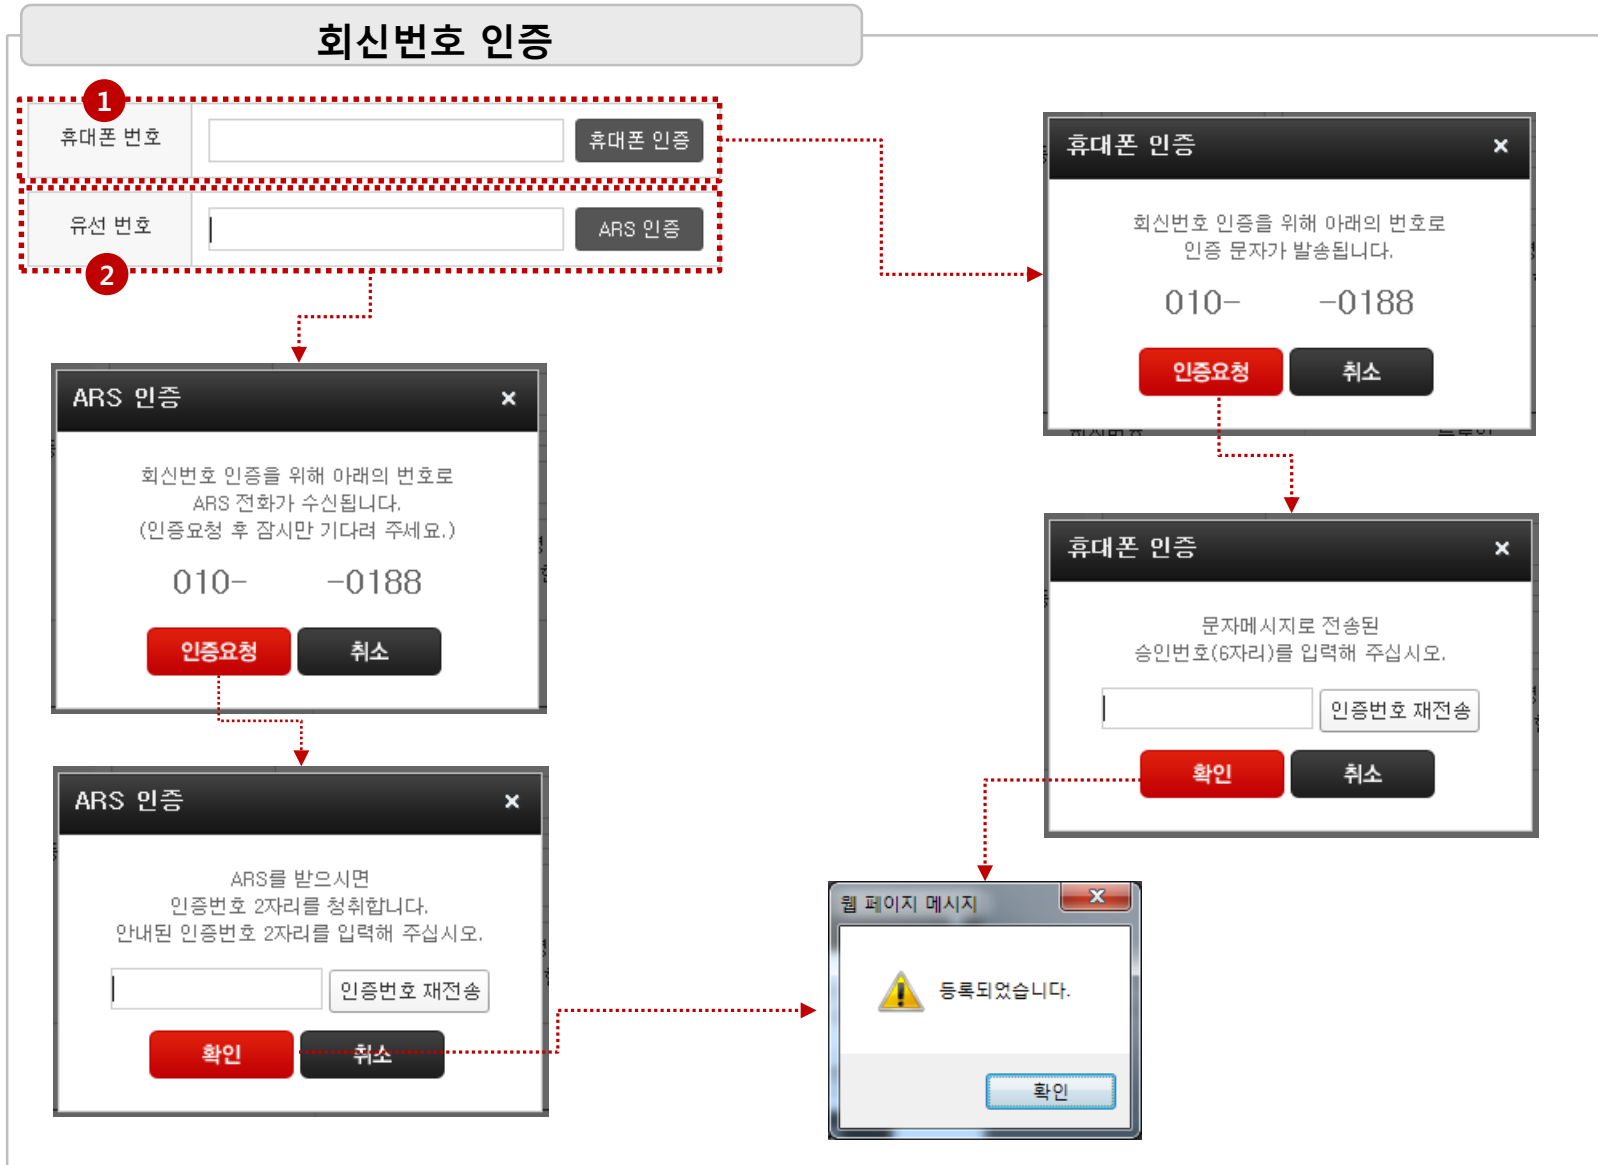 회신번호 인증
1
휴대폰 번호
휴대폰 인증
유선 번호
ARS 인증
2
휴대폰 인증
×
회신번호 인증을 위해 아래의 번호로
인증 문자가 발송됩니다.
010- -0188
인증요청 취소
ARS 인증
×
회신번호 인증을 위해 아래의 번호로
ARS 전화가 수신됩니다.
(인증요청 후 잠시만 기다려 주세요.)
010- -0188
인증요청 취소
휴대폰 인증
×
문자메시지로 전송된
승인번호(6자리)를 입력해 주십시오.
인증번호 재전송
확인 취소
ARS 인증
×
ARS를 받으시면
인증번호 2자리를 청취합니다.
안내된 인증번호 2자리를 입력해 주십시오.
인증번호 재전송
확인 취소
웹 페이지 메시지
등록되었습니다.
확인